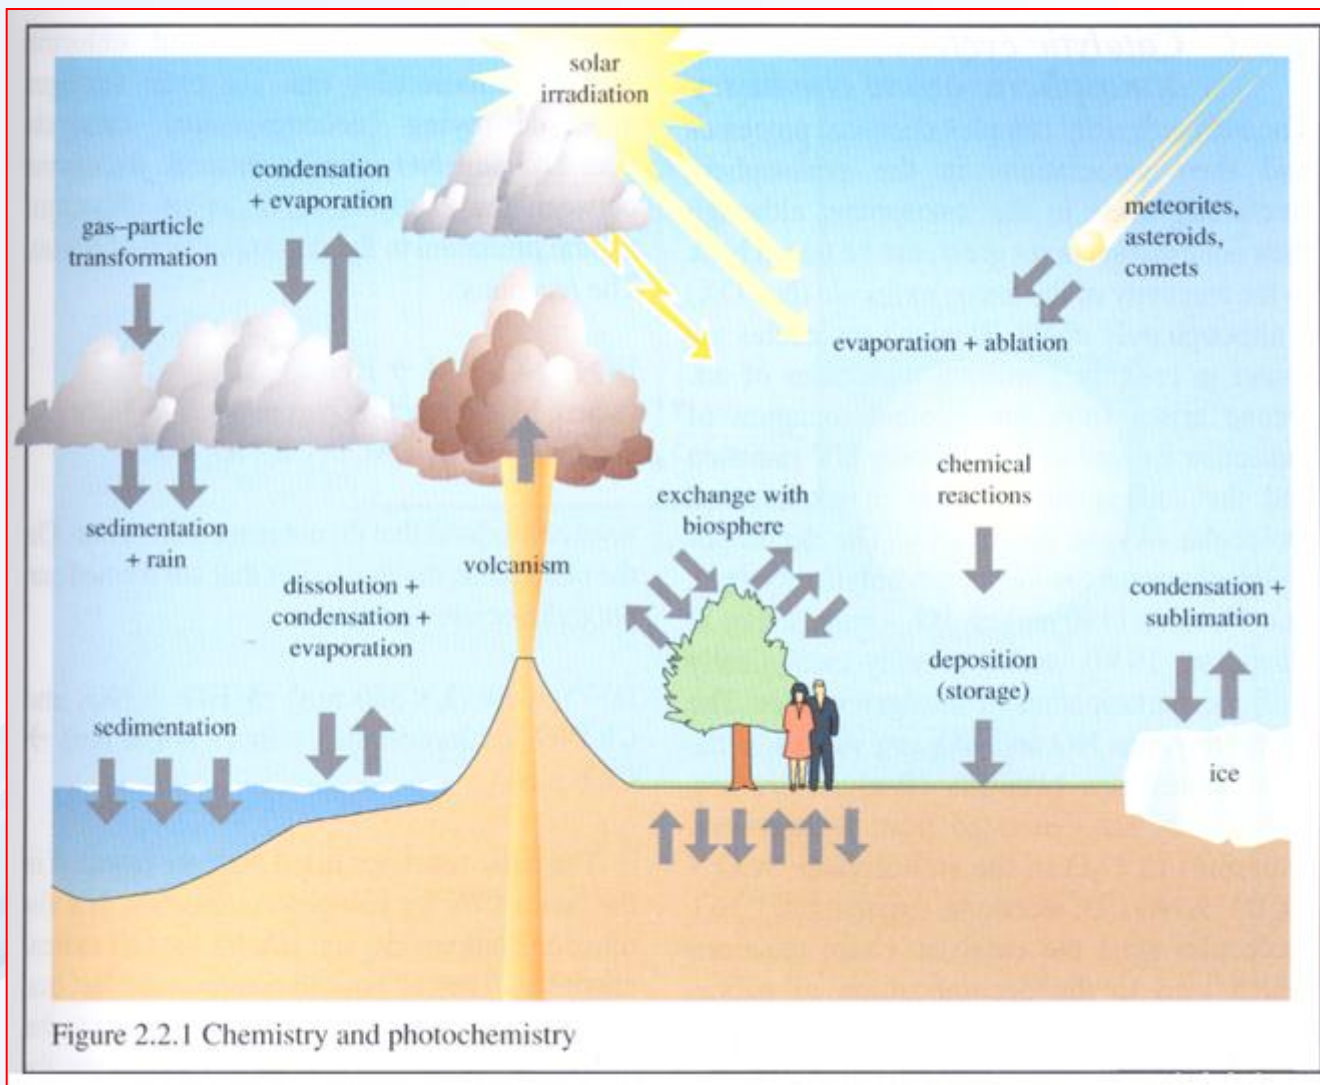 solar
irradiation
condensation
+ evaporation
gas–particle
transformation
meteorites,
asteroids,
comets
evaporation + ablation
chemical
reactions
exchange with
biosphere
sedimentation
+ rain
volcanism
dissolution +
condensation +
evaporation
condensation +
sublimation
deposition
(storage)
sedimentation
ice
Figure 2.2.1 Chemistry and photochemistry